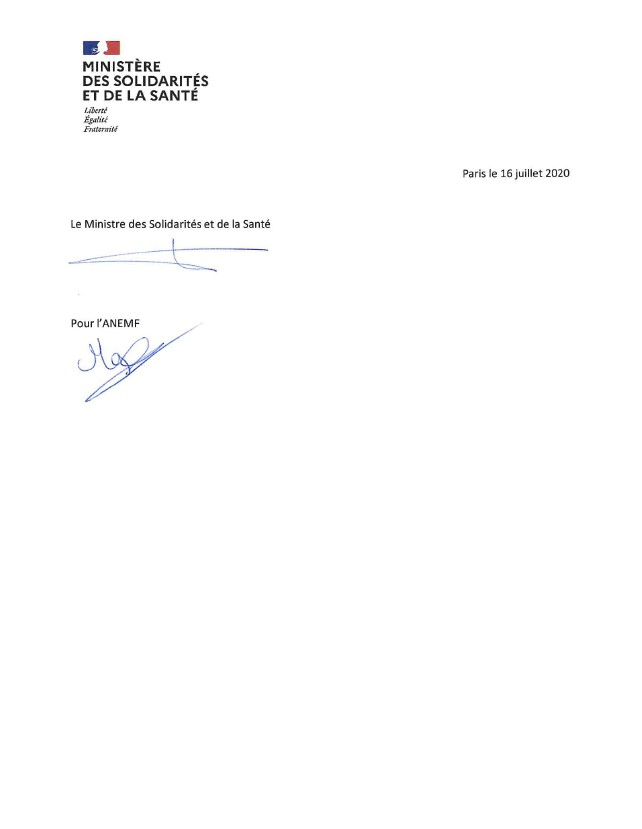 MINISTÈRE
DES SOLIDARITÉS
ET DE LA SANTÉ
Liberté
Égalité
Fraternité
Paris le 16 juillet 2020
Le Ministre des Solidarités et de la Santé
Pour l'ANEMF